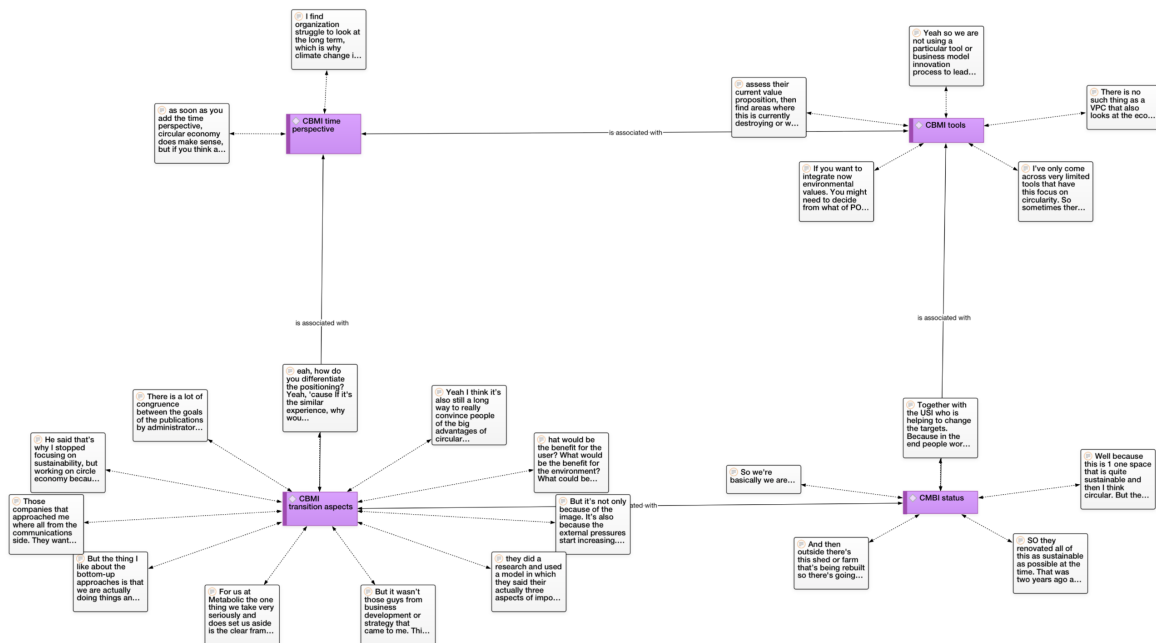 I find
organization
struggle to look at
the long term,
which is why
climate change i…
as soon as you
add the time
perspective,
circular economy
does make sense,
but if you think a…
CBMI time
perspective
is associated with
Yeah so we are
not using a
particular tool or
business model
innovation
process to lead…
assess their
current value
proposition, then
find areas where
this is currently
destroying or w…
There is no
such thing as a
VPC that also
looks at the eco…
CBMI tools
If you want to
integrate now
environmental
values. You might
need to decide
from what of PO…
I've only come
across very limited
tools that have
this focus on
circularity. So
sometimes ther…
is associated with
is associated with
eah, how do
you differentiate
the positioning?
Yeah, 'cause If it's
the similar
experience, why
wou…
There is a lot of
congruence
between the goals
of the publications
by administrator…
Yeah I think it's
also still a long
way to really
convince people
of the big
advantages of
circular…
He said that's
why I stopped
focusing on
sustainability, but
working on circle
economy becau…
hat would be
the benefit for the
user? What would
be the benefit for
the environment?
What could be…
Those
companies that
approached me
where all from the
communications
side. They want…
CBMI
transition aspects
But it's not only
because of the
image. It's also
because the
external pressures
start increasing.…
But the thing I
like about the
bottom-up
approaches is that
we are actually
doing things an…
they did a
research and used
a model in which
they said their
actually three
aspects of impo…
For us at
Metabolic the one
thing we take very
seriously and
does set us aside
is the clear fram…
But it wasn't
those guys from
business
development or
strategy that
came to me. Thi…
ated with
Together with
the USI who is
helping to change
the targets.
Because in the
end people wor…
So we're
basically we are…
Well because
this is 1 one space
that is quite
sustainable and
then I think
circular. But the…
CMBI status
And then
outside there's
this shed or farm
that's being rebuilt
so there's going…
SO they
renovated all of
this as sustainable
as possible at the
time. That was
two years ago a…